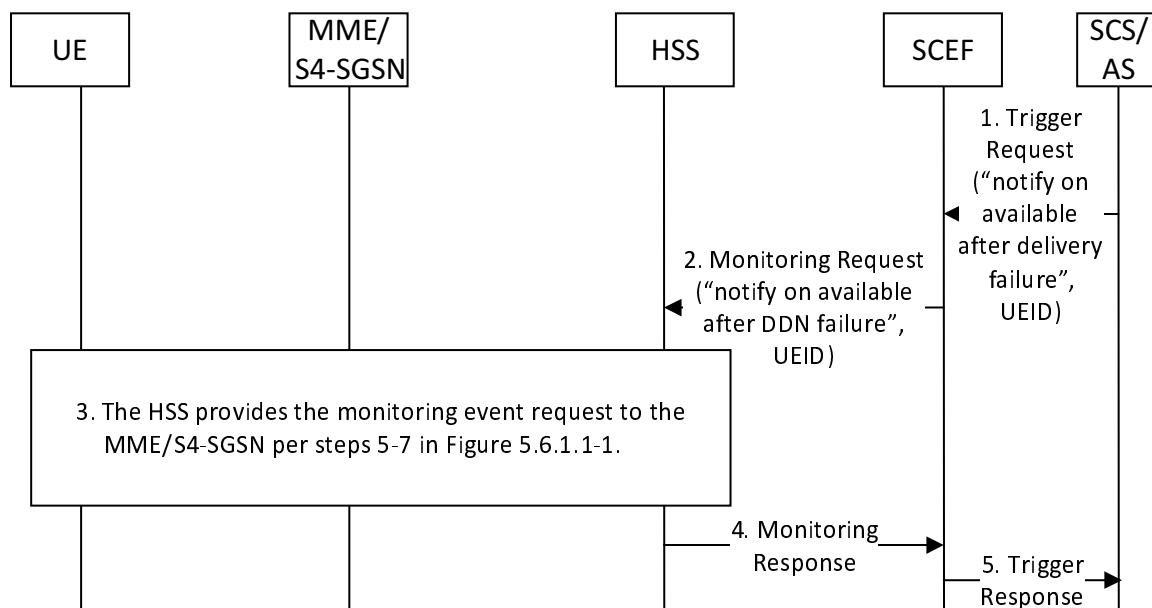 UE
MME/
S4-SGSN
HSS
SCEF
SCS/
AS
1. Trigger
Request
(“notify on
available
after delivery
failure”,
UEID)
2. Monitoring Request
(“notify on available
after DDN failure”,
UEID)
3. The HSS provides the monitoring event request to the
MME/S4-SGSN per steps 5-7 in Figure 5.6.1.1-1.
4. Monitoring
Response
5. Trigger
Response